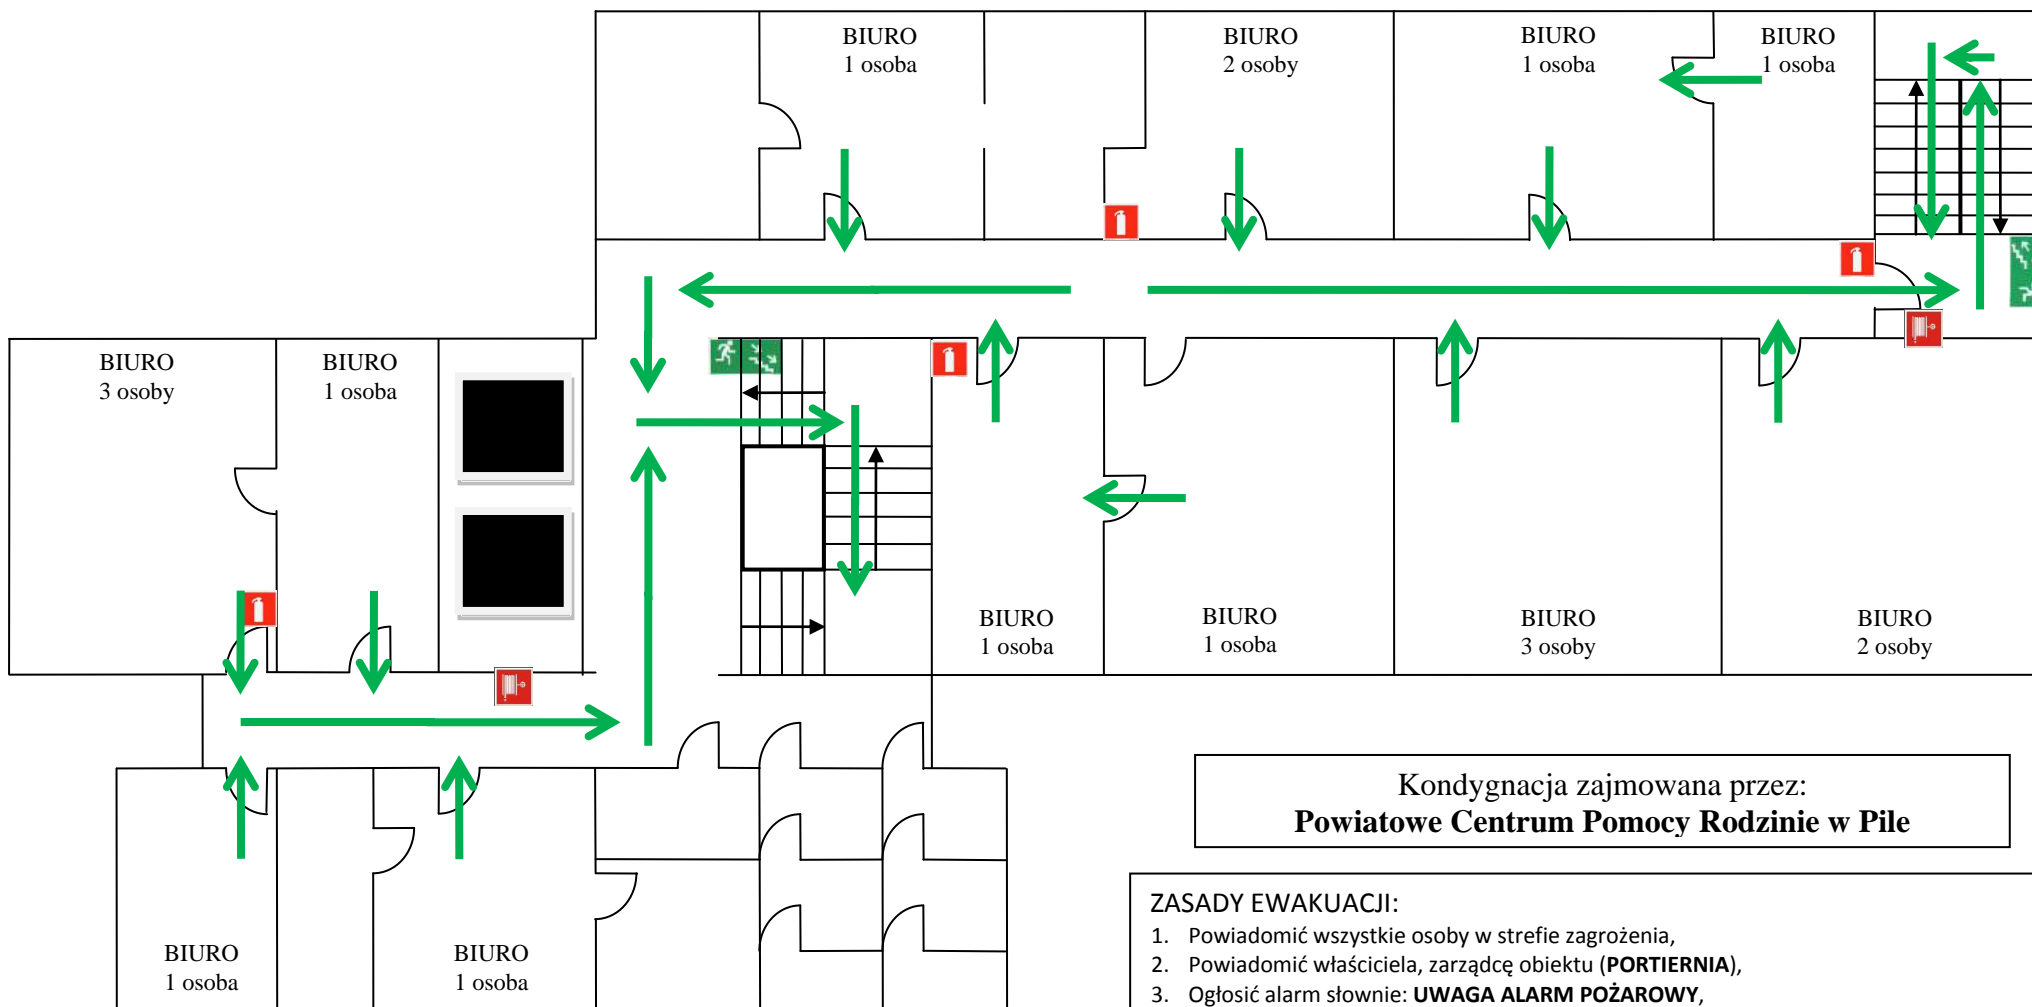 BIURO
1 osoba
BIURO
2 osoby
BIURO
1 osoba
BIURO
1 osoba
BIURO
3 osoby
BIURO
1 osoba
BIURO
1 osoba
BIURO
1 osoba
BIURO
3 osoby
BIURO
2 osoby
BIURO
1 osoba
BIURO
1 osoba
Kondygnacja zajmowana przez:
Powiatowe Centrum Pomocy Rodzinie w Pile
ZASADY EWAKUACJI:
1. Powiadomić wszystkie osoby w strefie zagrożenia,
2. Powiadomić właściciela, zarządcę obiektu (PORTIERNIA),
3. Ogłosić alarm słownie: UWAGA ALARM POŻAROWY,